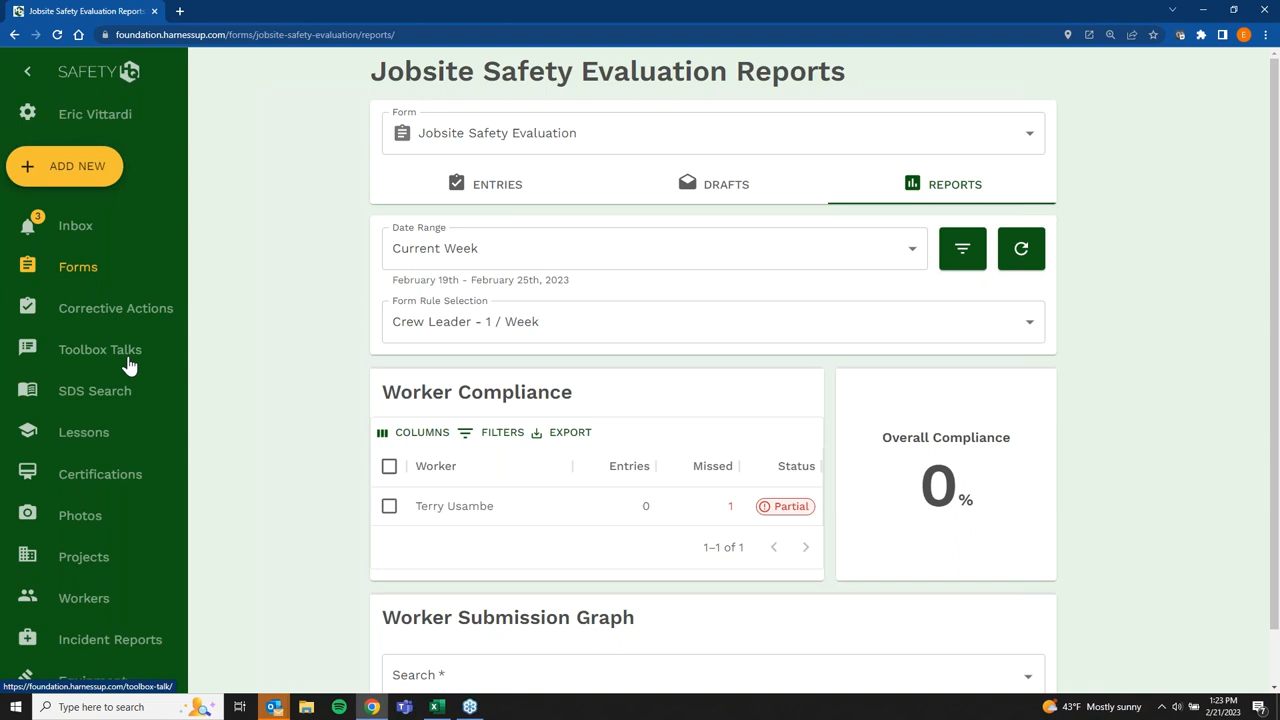 Jobsite Safety Evaluation Reports
foundation.harnessup.com/forms/jobsite-safety-evaluation/reports/
E
SAFETY
Eric Vittardi
ADD NEW
3
Inbox
Forms
Corrective Actions
Toolbox Talks
SDS Search
Lessons
Certifications
Photos
Projects
Workers
Incident Reports
Equipment
https://foundation.harnessup.com/toolbox-talk/
Jobsite Safety Evaluation Reports
Form
Jobsite Safety Evaluation
ENTRIES DRAFTS REPORTS
Date Range
Current Week
February 19th - February 25th, 2023
Form Rule Selection
Crew Leader - 1 / Week
Worker Compliance
COLUMNS FILTERS EXPORT
Worker Entries Missed Status
Terry Usambe 0 1 Partial
1–1 of 1
Overall Compliance
0 %
Worker Submission Graph
Search *
Type here to search
43°F Mostly sunny
1:23 PM
2/21/2023